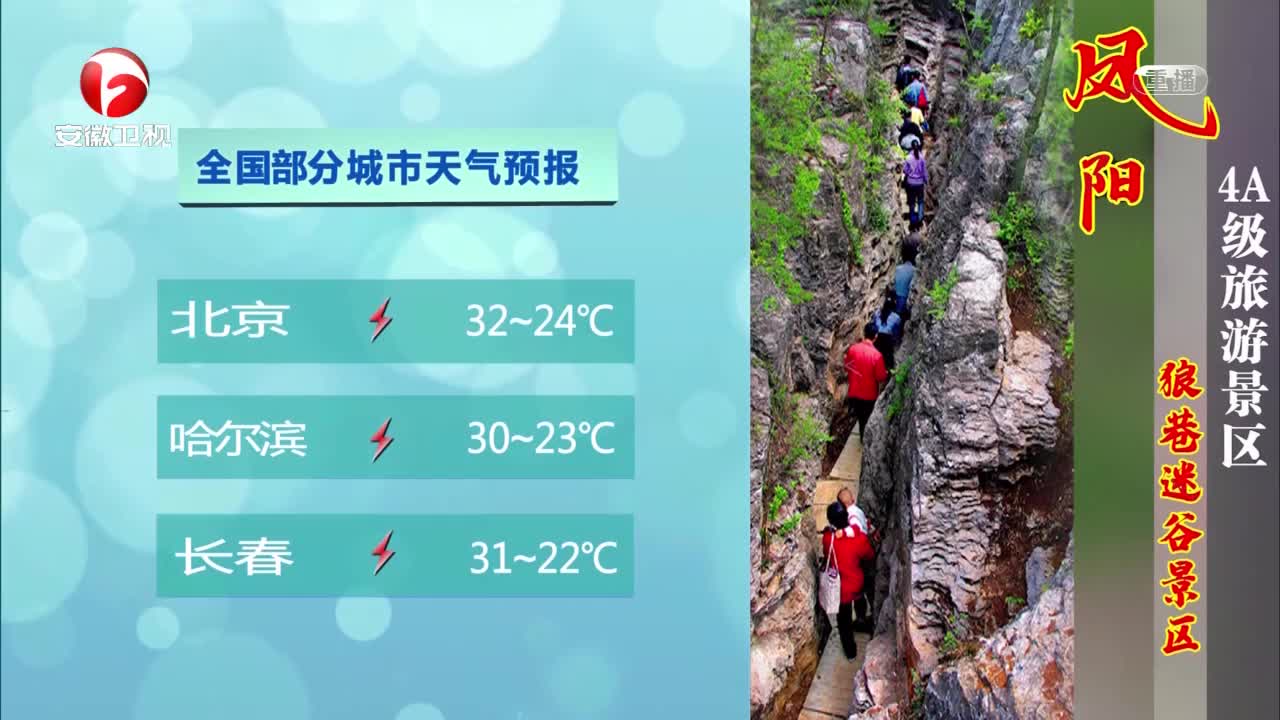 安徽卫视
全国部分城市天气预报
北京 32~24℃
哈尔滨 30~23℃
长春 31~22℃
重播
凤阳
4A级旅游景区
狼巷迷谷景区